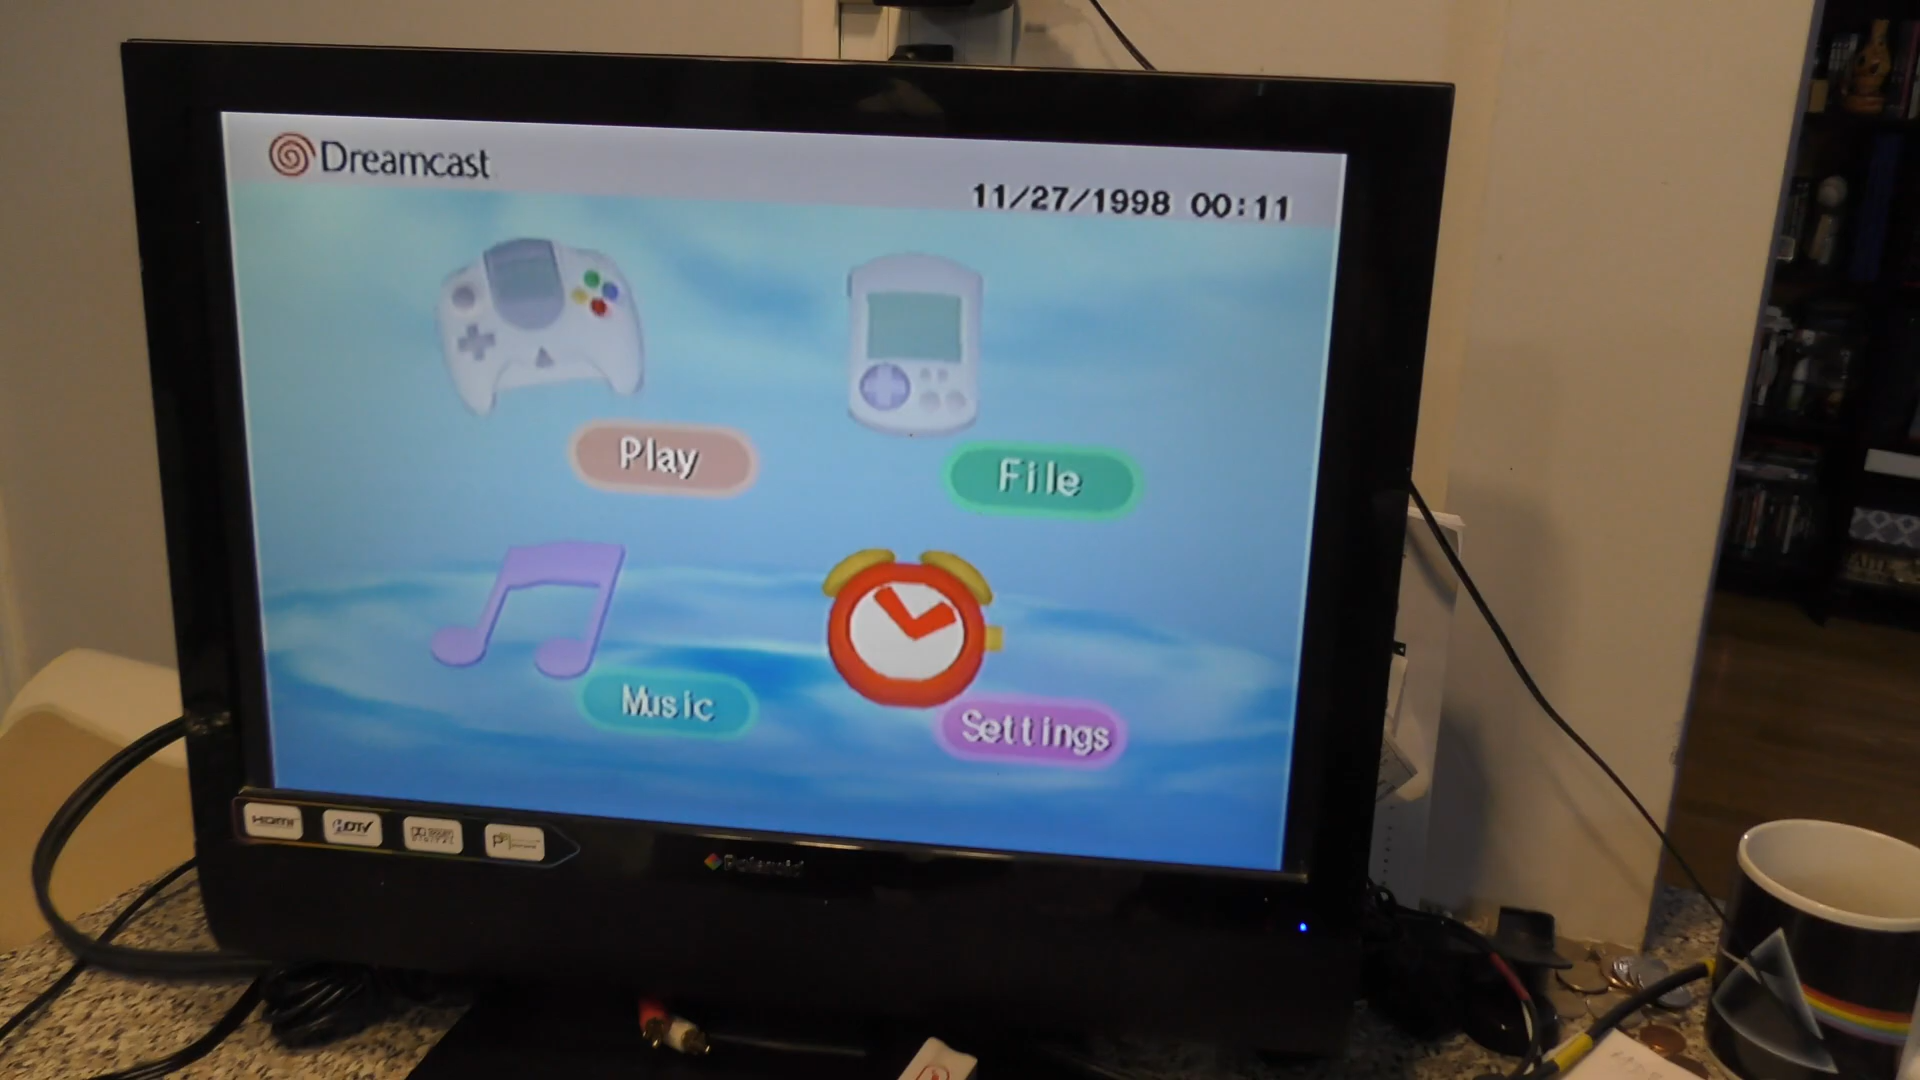 Dreamcast
11/27/1998 00:11
Play
File
Music
Settings
HDMI
HDTV
Polaroid